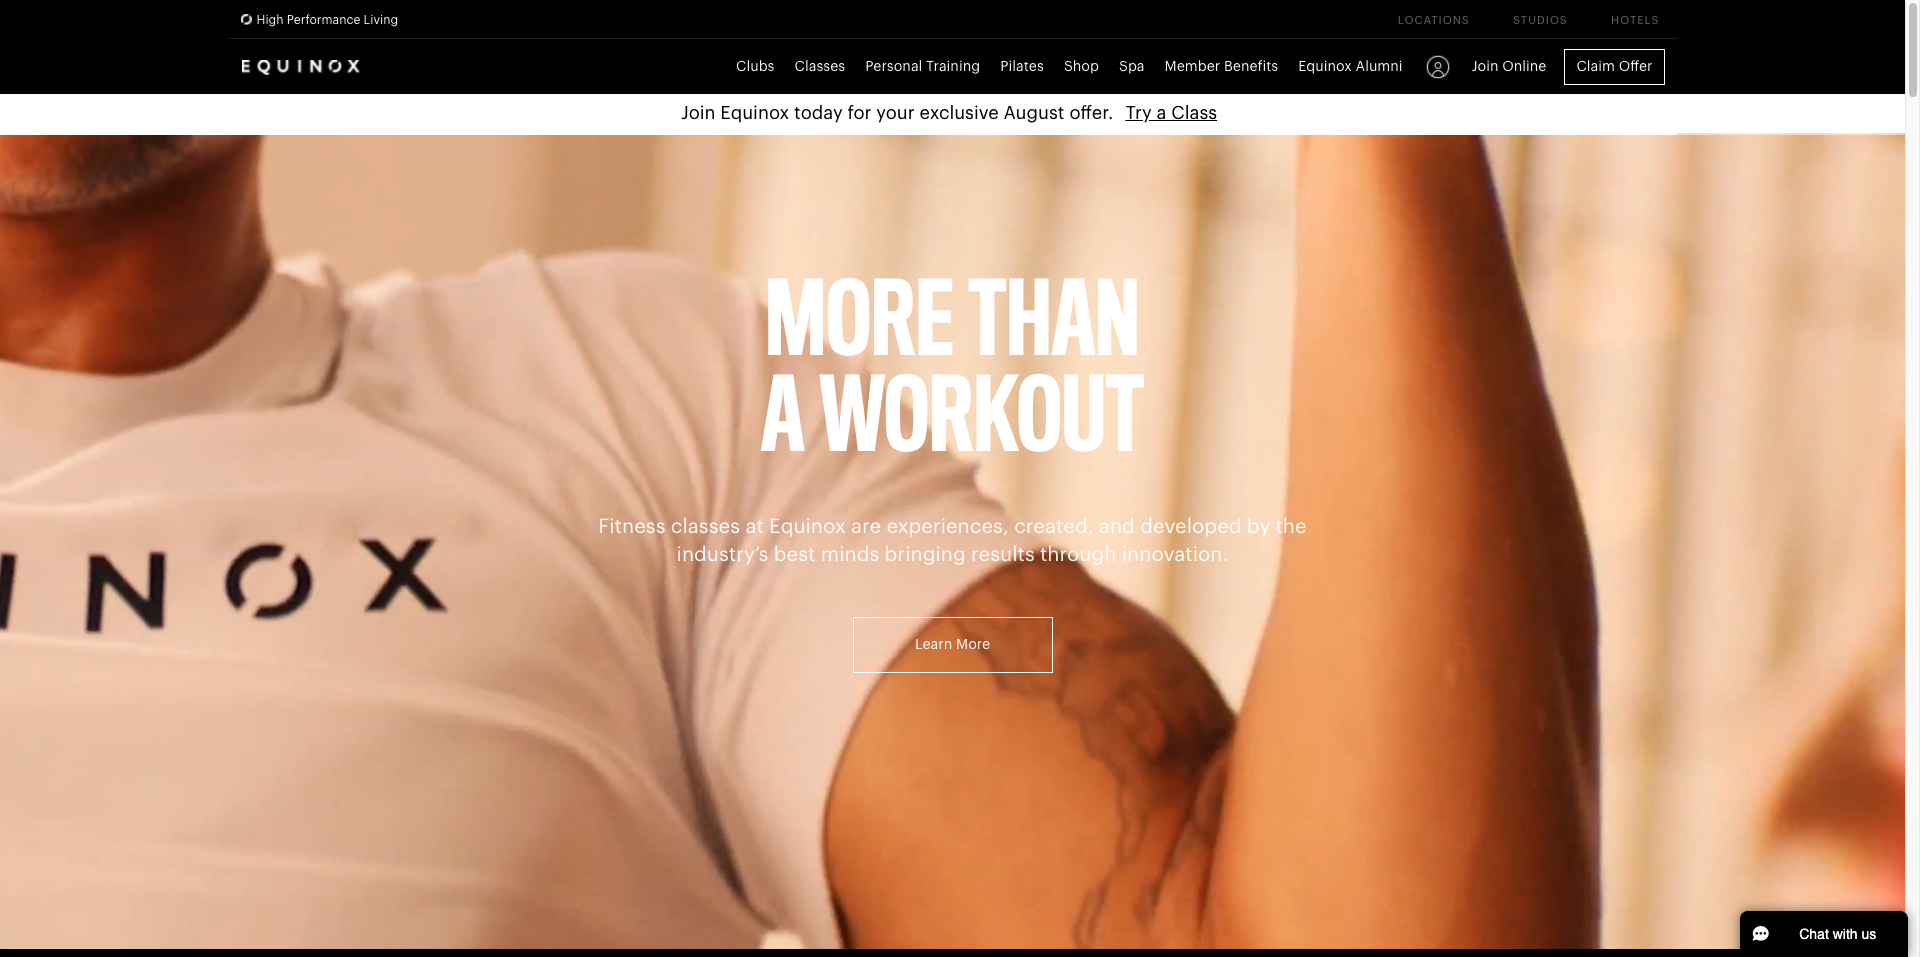 High Performance Living
LOCATIONS STUDIOS HOTELS
EQUINOX
Clubs Classes Personal Training Pilates Shop Spa Member Benefits Equinox Alumni Join Online Claim Offer
Join Equinox today for your exclusive August offer. Try a Class
MORE THAN
A WORKOUT
Fitness classes at Equinox are experiences, created, and developed by the
industry’s best minds bringing results through innovation.
INOX
Learn More
Chat with us